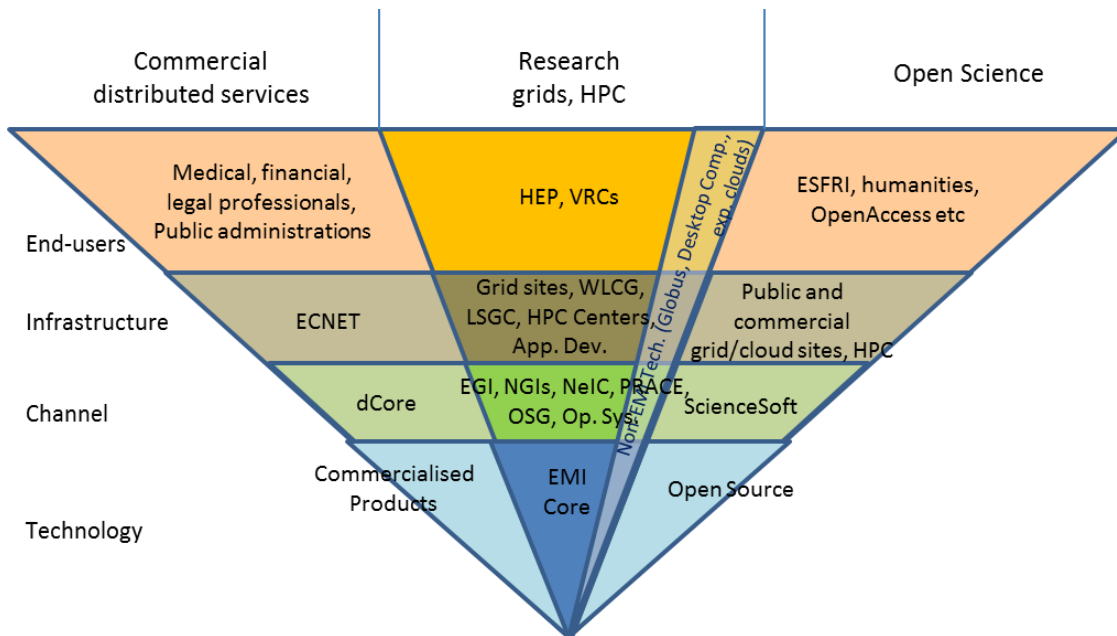 Commercial
distributed services
Research
grids, HPC
Open Science
End-users
Medical, financial,
legal professionals,
Public administrations
HEP, VRCs
Non-EMI Tech. (Globus, Desktop Comp.,
exp. clouds)
ESFRI, humanities,
OpenAccess etc
Infrastructure
ECNET
Grid sites, WLCG,
LSGC, HPC Centers,
App. Dev.
Public and
commercial
grid/cloud sites, HPC
Channel
dCore
EGI, NGIs, NeIC, PRACE,
OSG, Op. Sys
ScienceSoft
Technology
Commercialised
Products
EMI
Core
Open Source